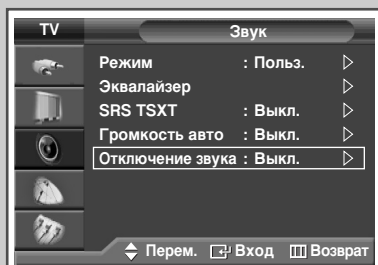 TV
Звук
Режим : Польз.
Эквалайзер
SRS TSXT : Выкл.
Громкость авто : Выкл.
Отключение звука : Выкл.
Перем. Вход Возврат